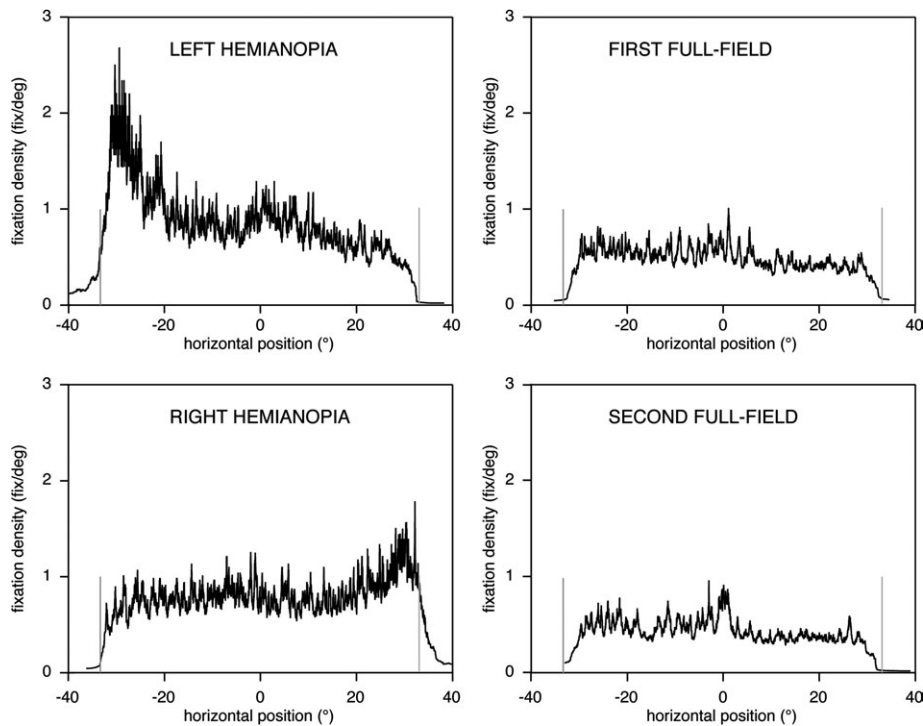 LEFT HEMIANOPIA
fixation density (fix/deg)
3
2
1
0
-40 -20 0 20 40
horizontal position (°)
FIRST FULL-FIELD
fixation density (fix/deg)
3
2
1
0
-40 -20 0 20 40
horizontal position (°)
RIGHT HEMIANOPIA
fixation density (fix/deg)
3
2
1
0
-40 -20 0 20 40
horizontal position (°)
SECOND FULL-FIELD
fixation density (fix/deg)
3
2
1
0
-40 -20 0 20 40
horizontal position (°)